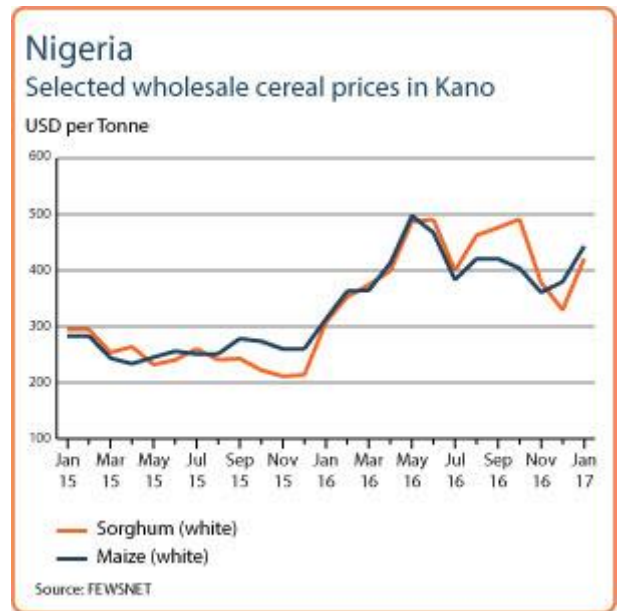 Nigeria
Selected wholesale cereal prices in Kano
USD per Tonne
600
500
400
300
200
100
Jan Mar May Jul Sep Nov Jan Mar May Jul Sep Nov Jan
15 15 15 15 15 15 16 16 16 16 16 16 17
Sorghum (white)
Maize (white)
Source: FEWSNET